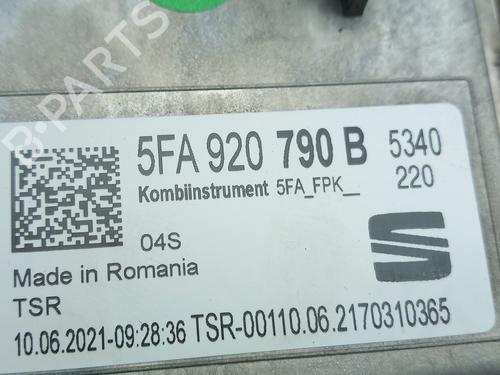 B-PARTS
5FA 920 790 B 5340
Kombiinstrument 5FA_FPK__ 220
04S
Made in Romania
TSR
10.06.2021-09:28:36 TSR-00110.06.2170310365